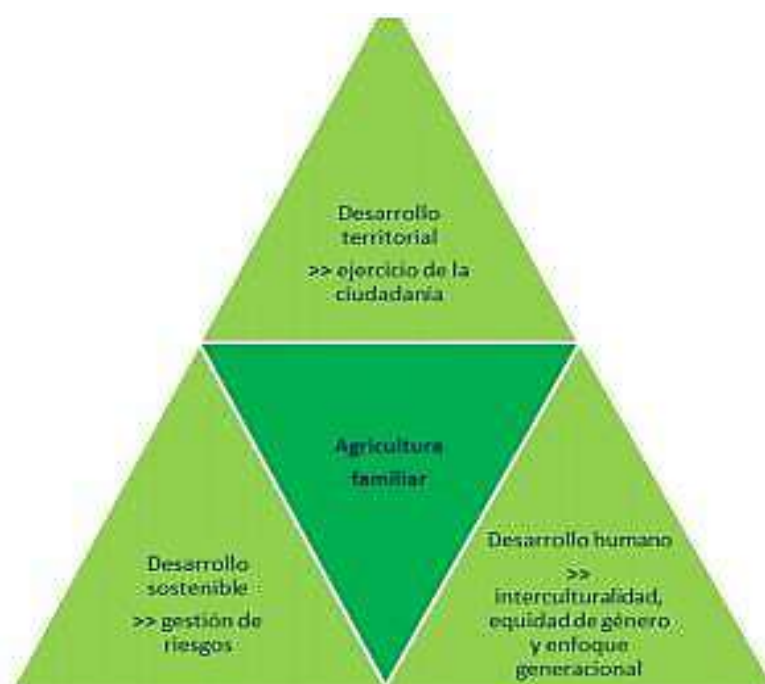 Desarrollo
territorial
>> ejercicio de la
ciudadanía
Agricultura
familiar
Desarrollo
sostenible
>> gestión de
riesgos
Desarrollo humano
>>
interculturalidad,
equidad de género
y enfoque
generacional